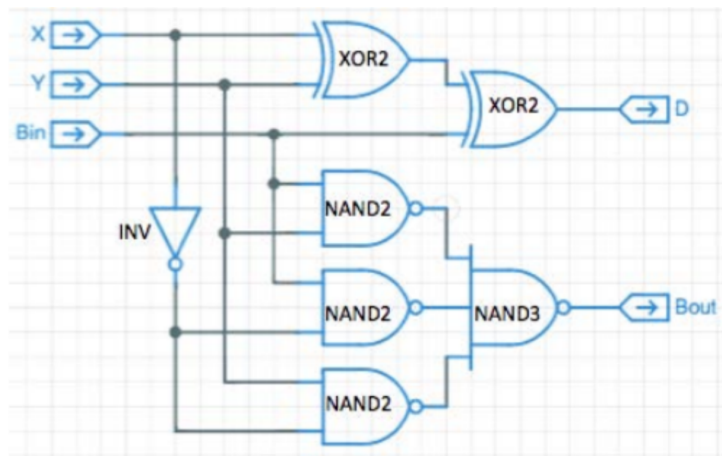 X
XOR2
Y
XOR2
D
Bin
NAND2
INV
NAND2
NAND3
Bout
NAND2